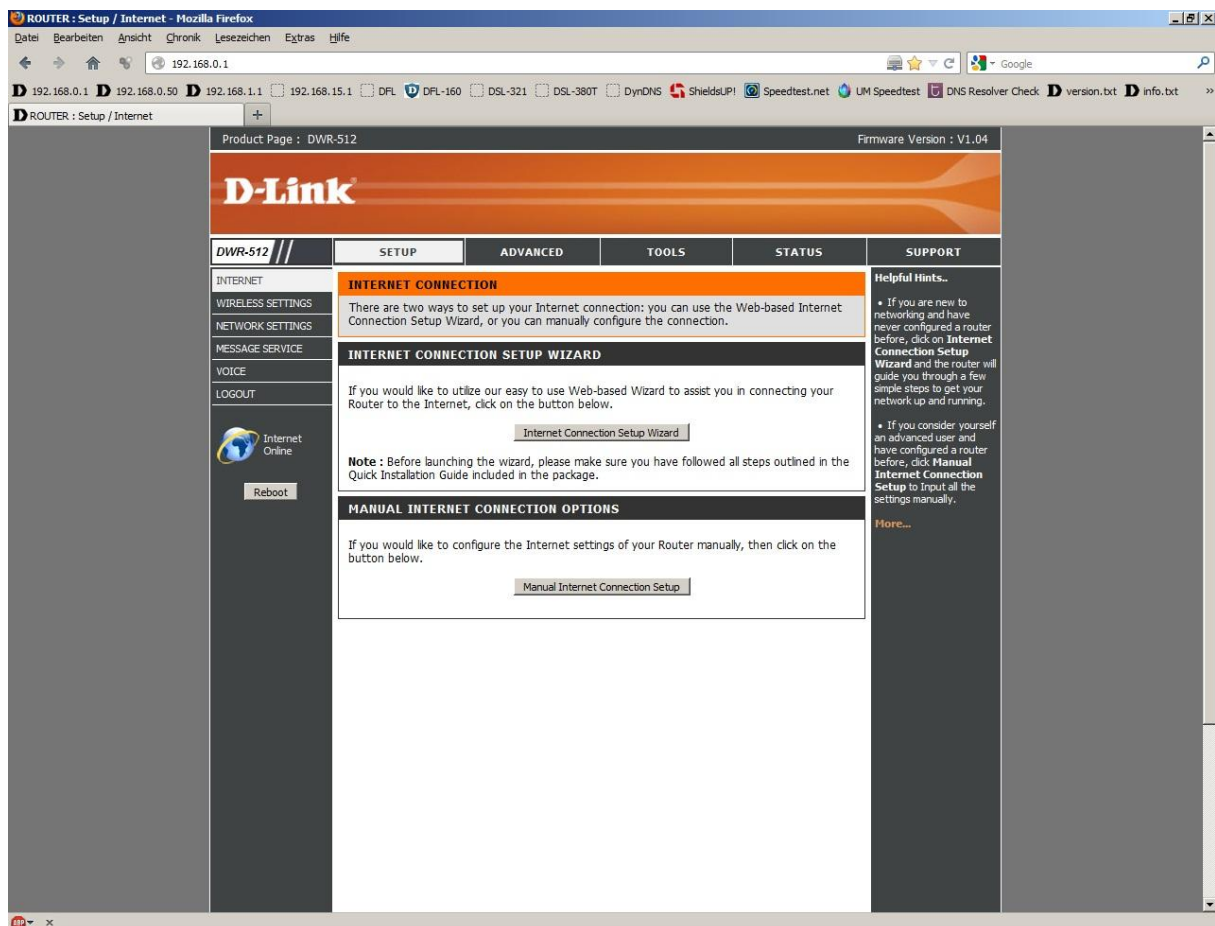 ROUTER : Setup / Internet - Mozilla Firefox
Datei Bearbeiten Ansicht Chronik Lesezeichen Extras Hilfe
192.168.0.1
Google
192.168.0.1 192.168.0.50 192.168.1.1 192.168.15.1 DFL DFL-160 DSL-321 DSL-380T DynDNS ShieldsUP! Speedtest.net UM Speedtest DNS Resolver Check version.txt info.txt »
ROUTER : Setup / Internet +
Product Page : DWR-512 Firmware Version : V1.04
D-Link
DWR-512 SETUP ADVANCED TOOLS STATUS SUPPORT
INTERNET
WIRELESS SETTINGS
NETWORK SETTINGS
MESSAGE SERVICE
VOICE
LOGOUT
Internet
Online
Reboot
INTERNET CONNECTION
There are two ways to set up your Internet connection: you can use the Web-based Internet
Connection Setup Wizard, or you can manually configure the connection.
INTERNET CONNECTION SETUP WIZARD
If you would like to utilize our easy to use Web-based Wizard to assist you in connecting your
Router to the Internet, click on the button below.
Internet Connection Setup Wizard
Note : Before launching the wizard, please make sure you have followed all steps outlined in the
Quick Installation Guide included in the package.
MANUAL INTERNET CONNECTION OPTIONS
If you would like to configure the Internet settings of your Router manually, then click on the
button below.
Manual Internet Connection Setup
Helpful Hints..
• If you are new to
networking and have
never configured a router
before, click on Internet
Connection Setup
Wizard and the router will
guide you through a few
simple steps to get your
network up and running.
• If you consider yourself
an advanced user and
have configured a router
before, click Manual
Internet Connection
Setup to Input all the
settings manually.
More...
ABP
x